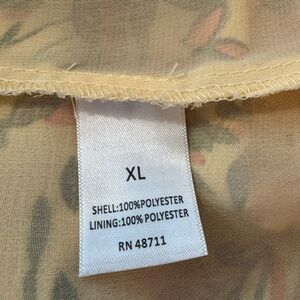 XL
SHELL:100%POLYESTER
LINING:100% POLYESTER
RN 48711